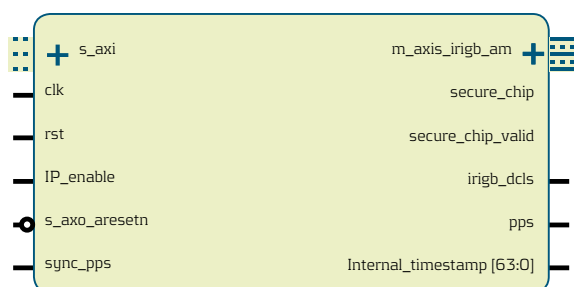 s_axi
clk
rst
IP_enable
s_axo_aresetn
sync_pps
m_axis_irigb_am
secure_chip
secure_chip_valid
irigb_dcls
pps
Internal_timestamp [63:0]